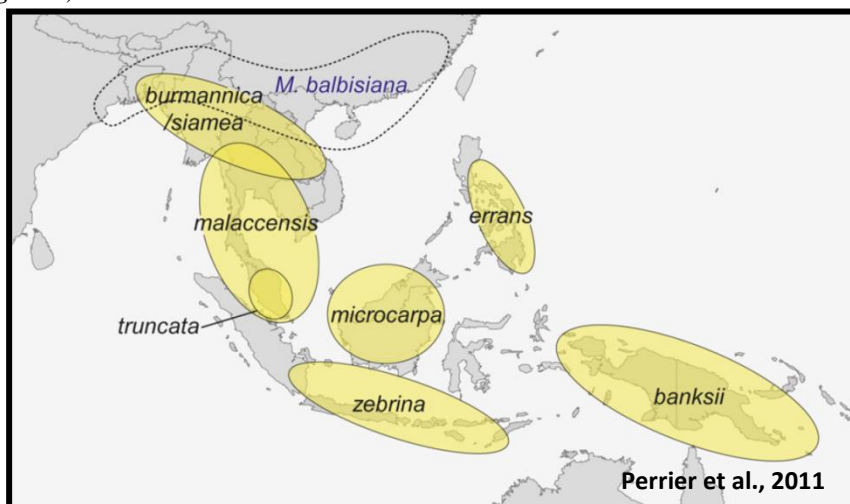 M. balbisiana
burmannica
/siamea
malaccensis
errans
truncata
microcarpa
zebrina
banksii
Perrier et al., 2011